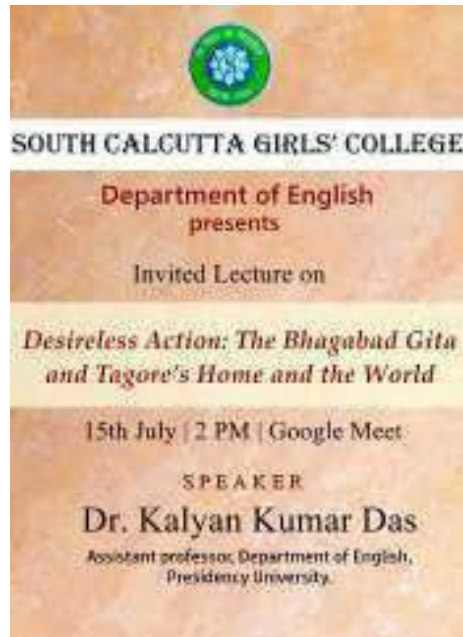 SOUTH CALCUTTA GIRLS' COLLEGE
Department of English
presents
Invited Lecture on
Desireless Action: The Bhagabad Gita
and Tagore's Home and the World
15th July | 2 PM | Google Meet
SPEAKER
Dr. Kalyan Kumar Das
Assistant professor, Department of English,
Presidency University.